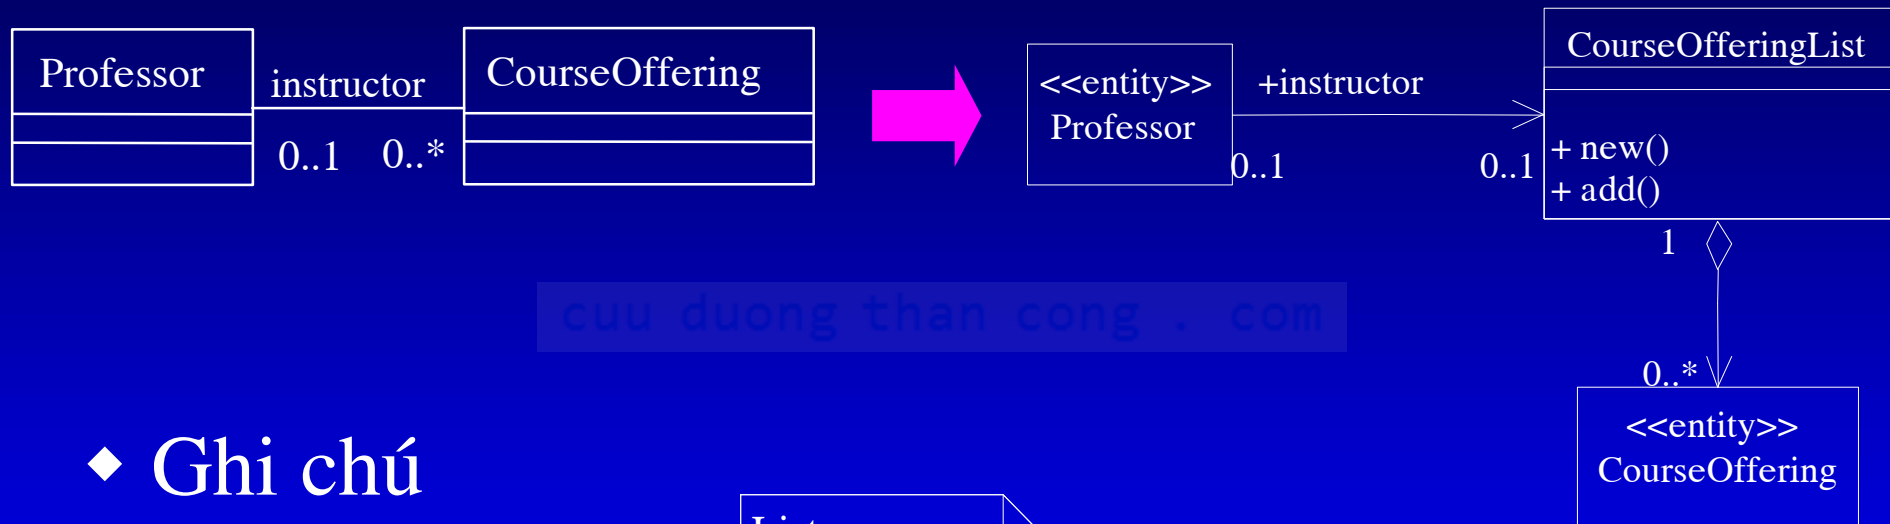 Professor
instructor
0..1 0..*
CourseOffering
<<entity>>
Professor
+instructor
0..1
0..1
CourseOfferingList
+ new()
+ add()
1
0..*
<<entity>>
CourseOffering
cuu duong than cong . com
Ghi chú